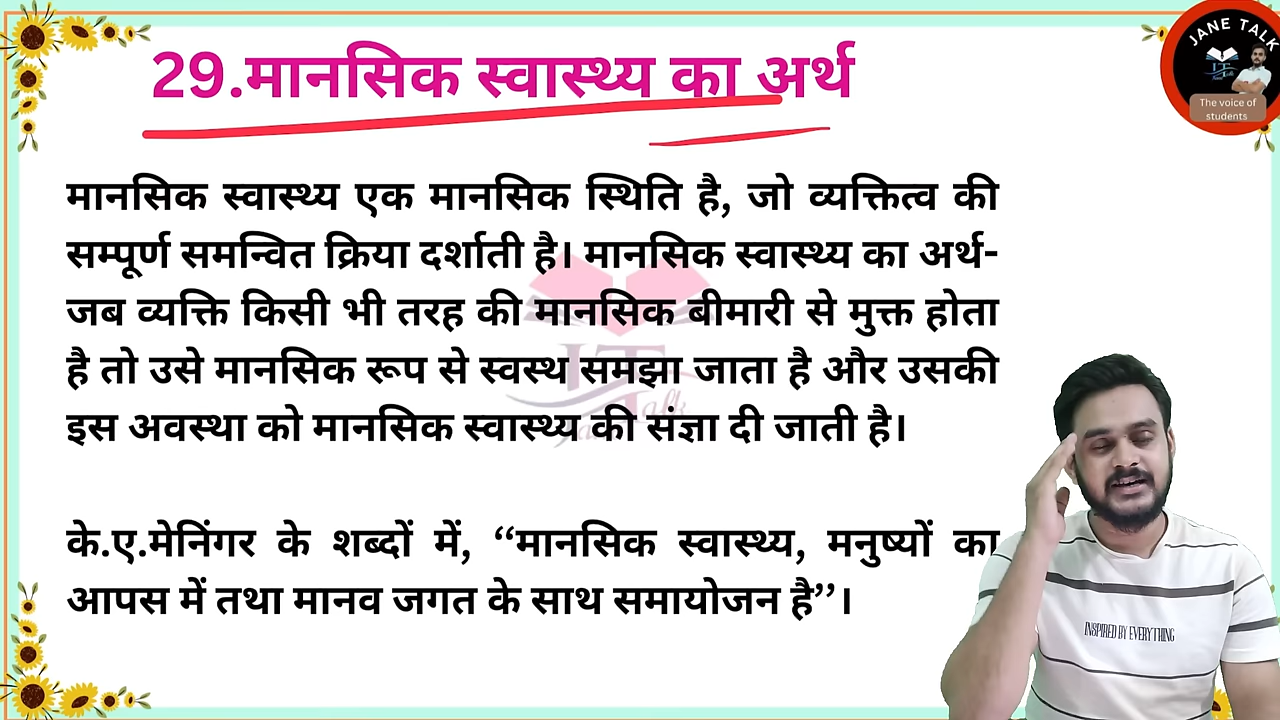 29.मानसिक स्वास्थ्य का अर्थ
JANE TALK
The voice of
students
मानसिक स्वास्थ्य एक मानसिक स्थिति है, जो व्यक्तित्व की
सम्पूर्ण समन्वित क्रिया दर्शाती है। मानसिक स्वास्थ्य का अर्थ-
जब व्यक्ति किसी भी तरह की मानसिक बीमारी से मुक्त होता
है तो उसे मानसिक रूप से स्वस्थ समझा जाता है और उसकी
इस अवस्था को मानसिक स्वास्थ्य की संज्ञा दी जाती है।
के.ए.मेनिंगर के शब्दों में, ‘‘मानसिक स्वास्थ्य, मनुष्यों का
आपस में तथा मानव जगत के साथ समायोजन है’’।
INSPIRED BY EVERYTHING